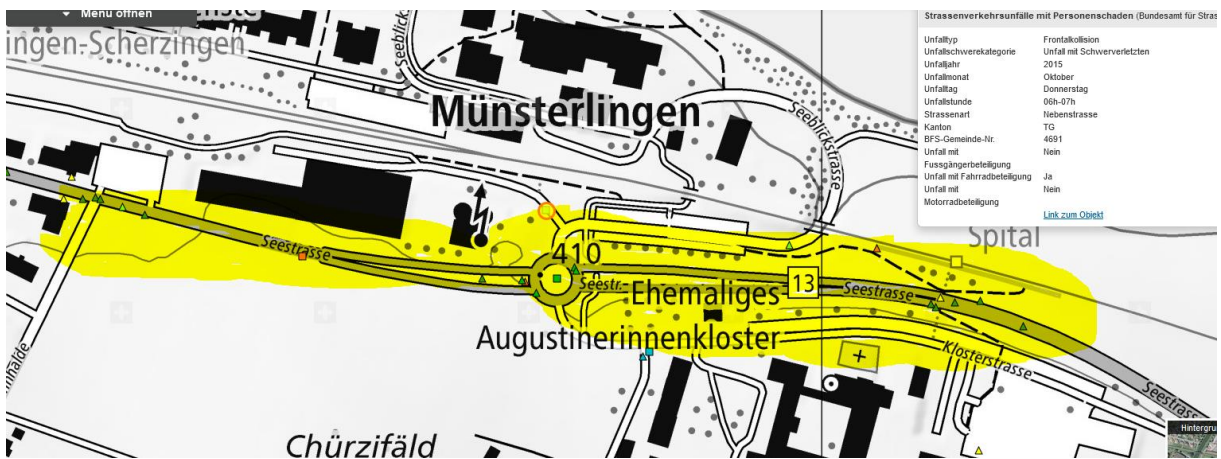 Menü öffnen
ingen-Scherzingen
Seeblickstrasse
Münsterlingen
Seeblickstrasse
Seestrasse
410
Seestr.
Ehemaliges
13
Seestrasse
Augustinerinnenkloster
Klosterstrasse
Seestrasse
Spital
Chürzifäld
Strassenverkehrsunfälle mit Personenschaden (Bundesamt für Stras
Unfalltyp Frontalkollision
Unfallschwerekategorie Unfall mit Schwerverletzten
Unfalljahr 2015
Unfallmonat Oktober
Unfalltag Donnerstag
Unfallstunde 06h-07h
Strassenart Nebenstrasse
Kanton TG
BFS-Gemeinde-Nr. 4691
Unfall mit Nein
Fussgängerbeteiligung
Unfall mit Fahrradbeteiligung Ja
Unfall mit Nein
Motorradbeteiligung
Link zum Objekt
Hintergru